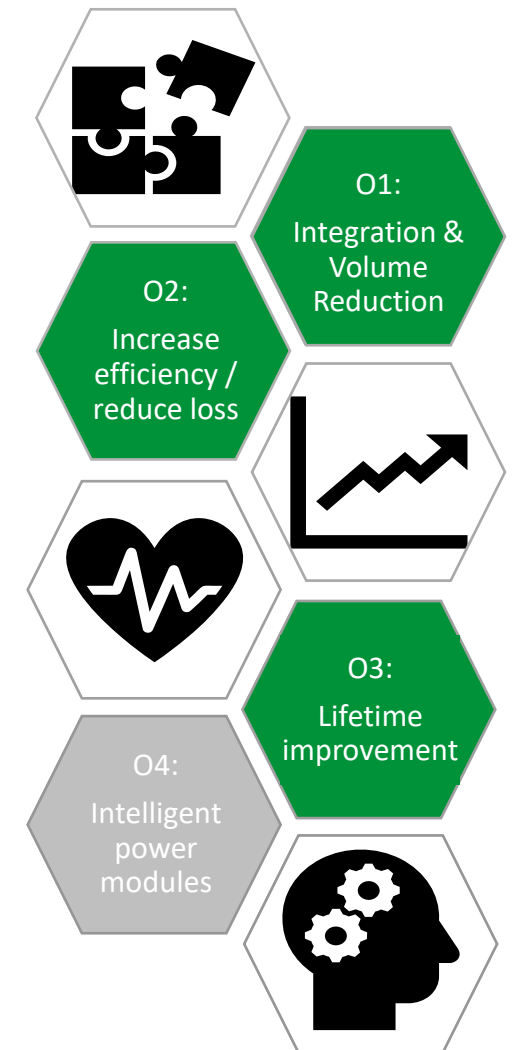 O1:
Integration &
Volume
Reduction
O2:
Increase
efficiency /
reduce loss
O3:
Lifetime
improvement
O4:
Intelligent
power
modules